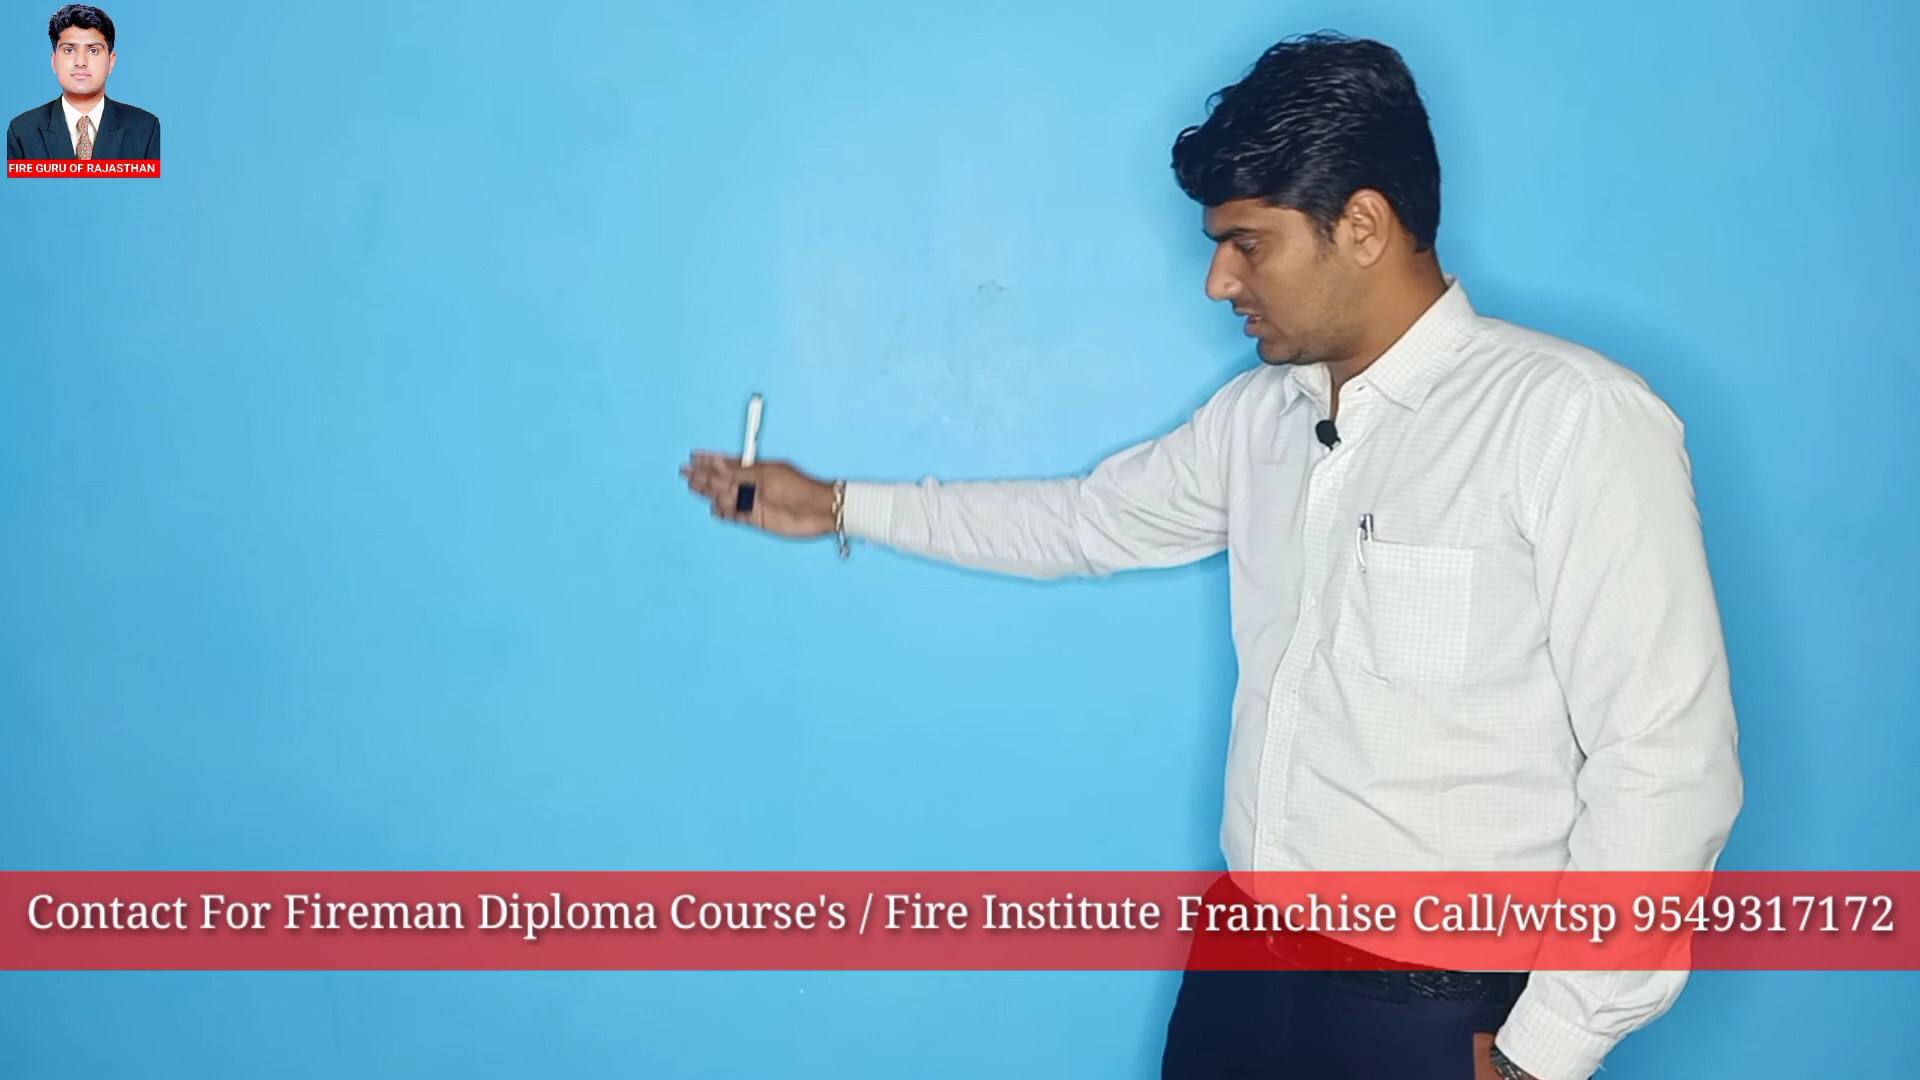 FIRE GURU OF RAJASTHAN
Contact For Fireman Diploma Course's / Fire Institute Franchise Call/wtsp 9549317172